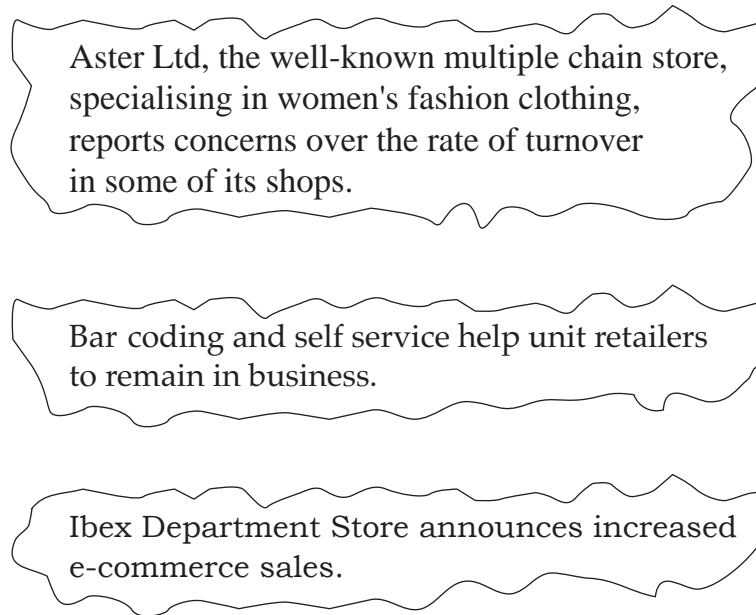 Aster Ltd, the well-known multiple chain store,
specialising in women's fashion clothing,
reports concerns over the rate of turnover
in some of its shops.
Bar coding and self service help unit retailers
to remain in business.
Ibex Department Store announces increased
e-commerce sales.